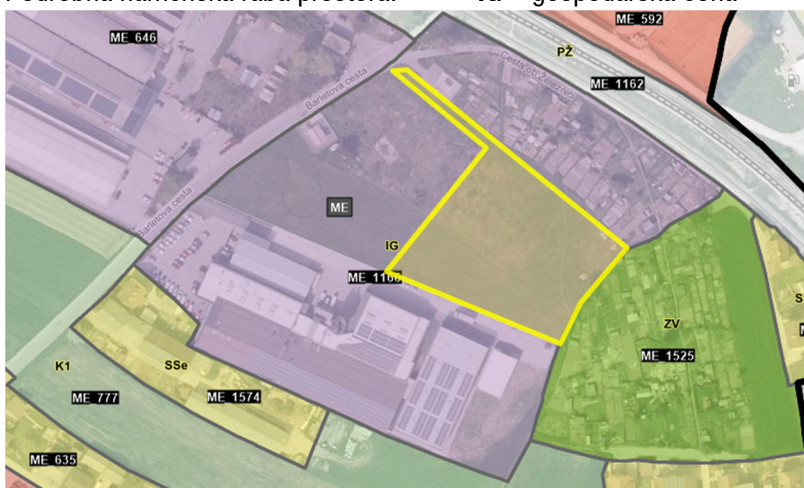 ME_592
ME_646
PŽ
Cesta ob železnici
ME_1162
Barletova cesta
Barletova cesta
ME
IG
ME_1166
ZV
ME_1525
K1
SSe
ME_777
ME_1574
ME_635